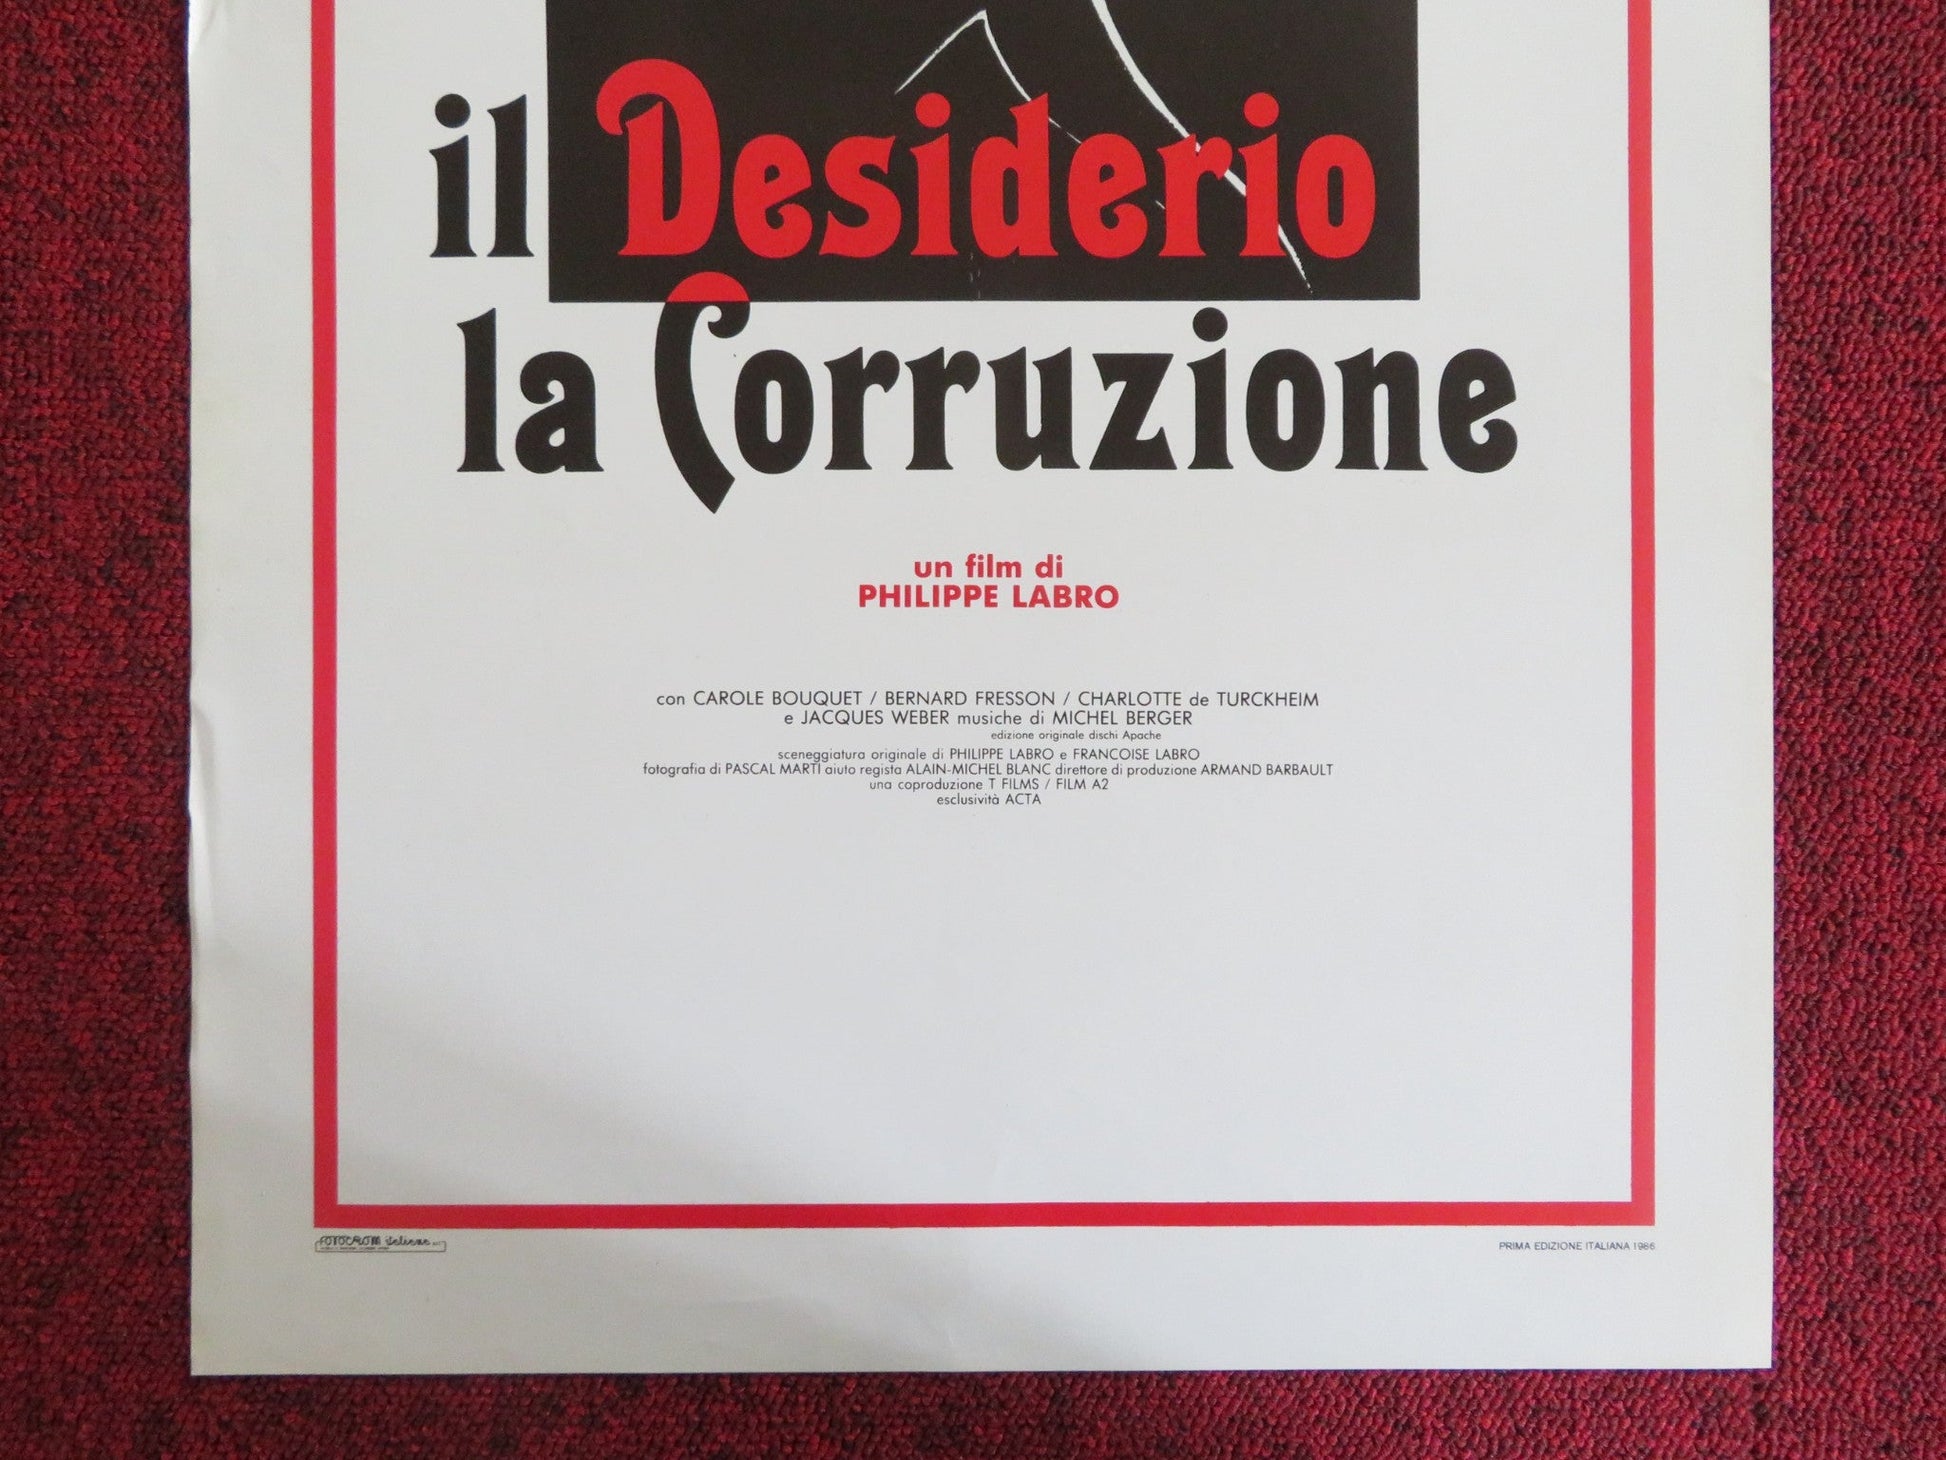 il Desiderio
la Corruzione
un film di
PHILIPPE LABRO
con CAROLE BOUQUET / BERNARD FRESSON / CHARLOTTE de TURCKHEIM
e JACQUES WEBER musiche di MICHEL BERGER
edizione originale dischi Apache
sceneggiatura originale di PHILIPPE LABRO e FRANCOISE LABRO
fotografia di PASCAL MARTI aiuto regista ALAIN-MICHEL BLANC direttore di produzione ARMAND BARBAULT
una coproduzione T FILMS / FILM A2
esclusività ACTA
FOTOCROM italiana
PRIMA EDIZIONE ITALIANA 1986